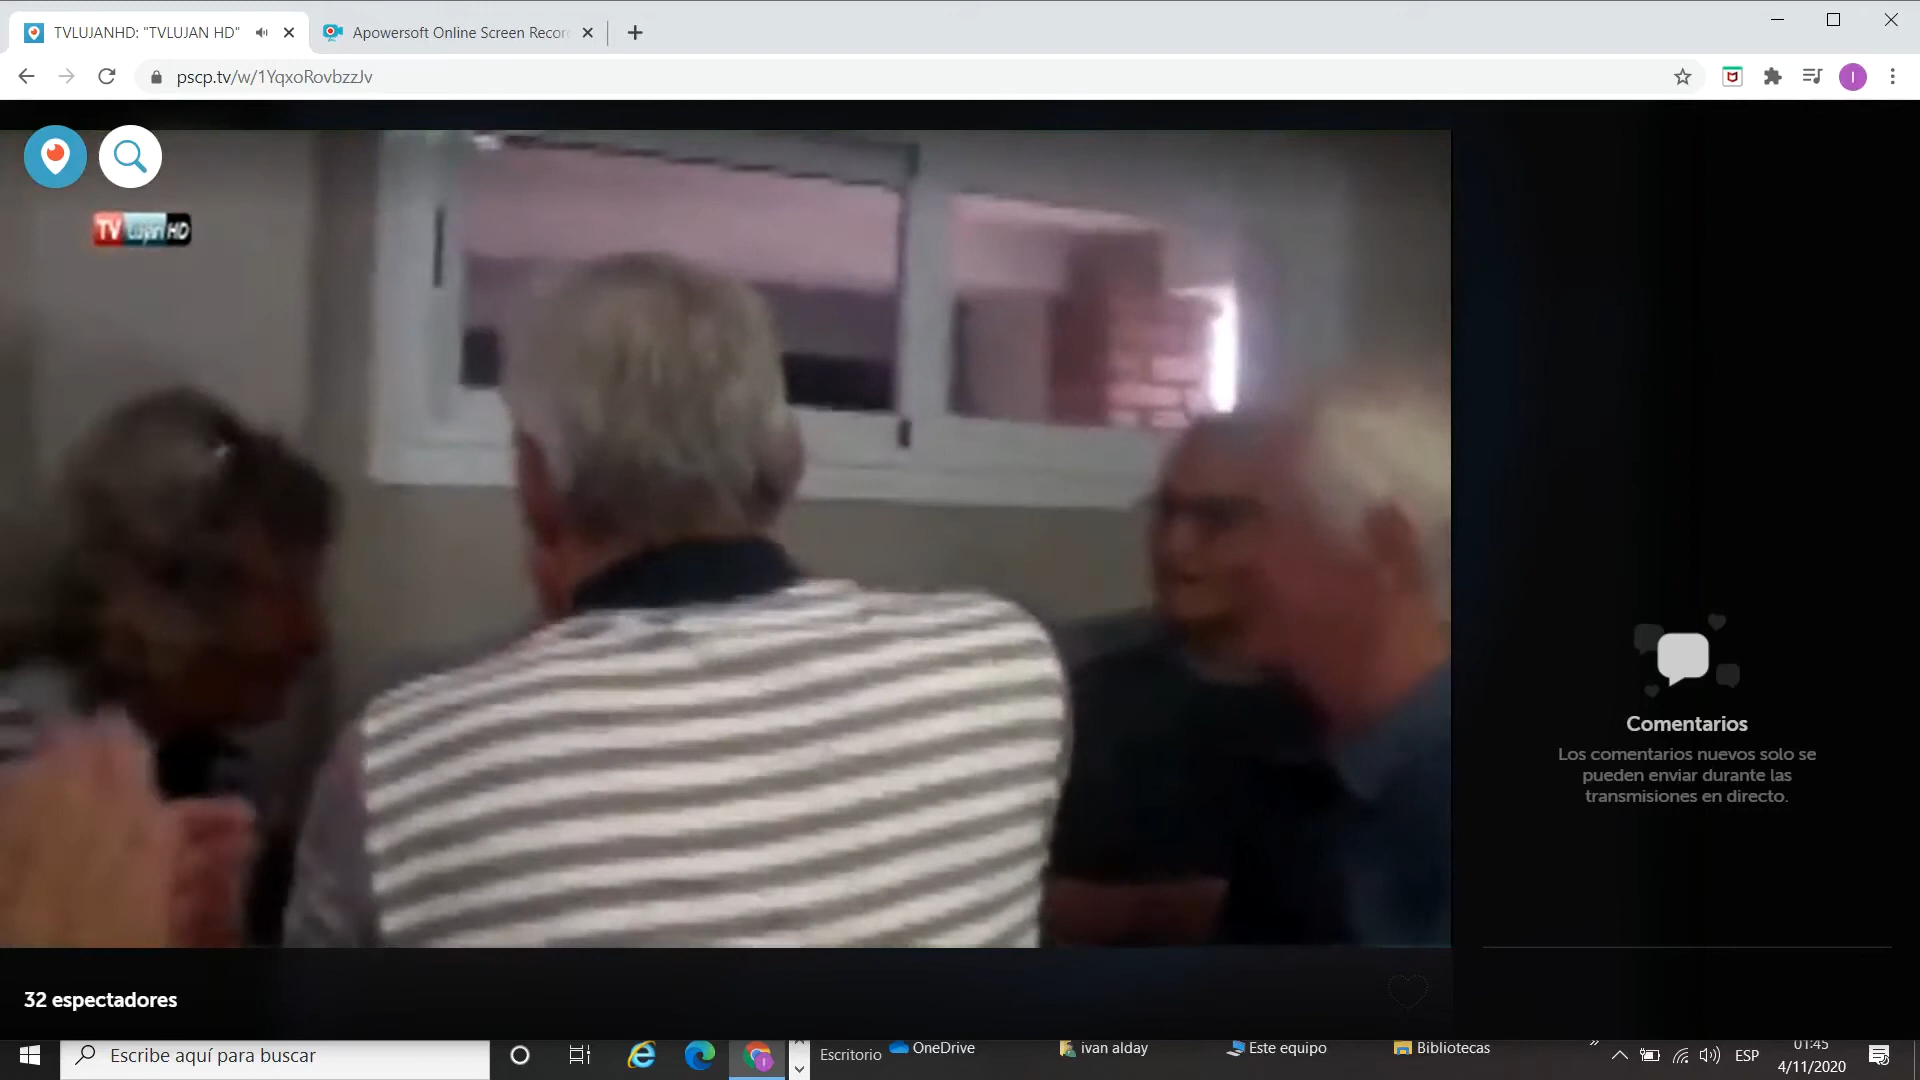 TVLUJANHD: "TVLUJAN HD"
Apowersoft Online Screen Recor
pscp.tv/w/1YqxoRovbzzJv
I
TV Lujan HD
Comentarios
Los comentarios nuevos solo se
pueden enviar durante las
transmisiones en directo.
32 espectadores
Escribe aquí para buscar
Escritorio
OneDrive
ivan alday
Este equipo
Bibliotecas
ESP
01:45
4/11/2020